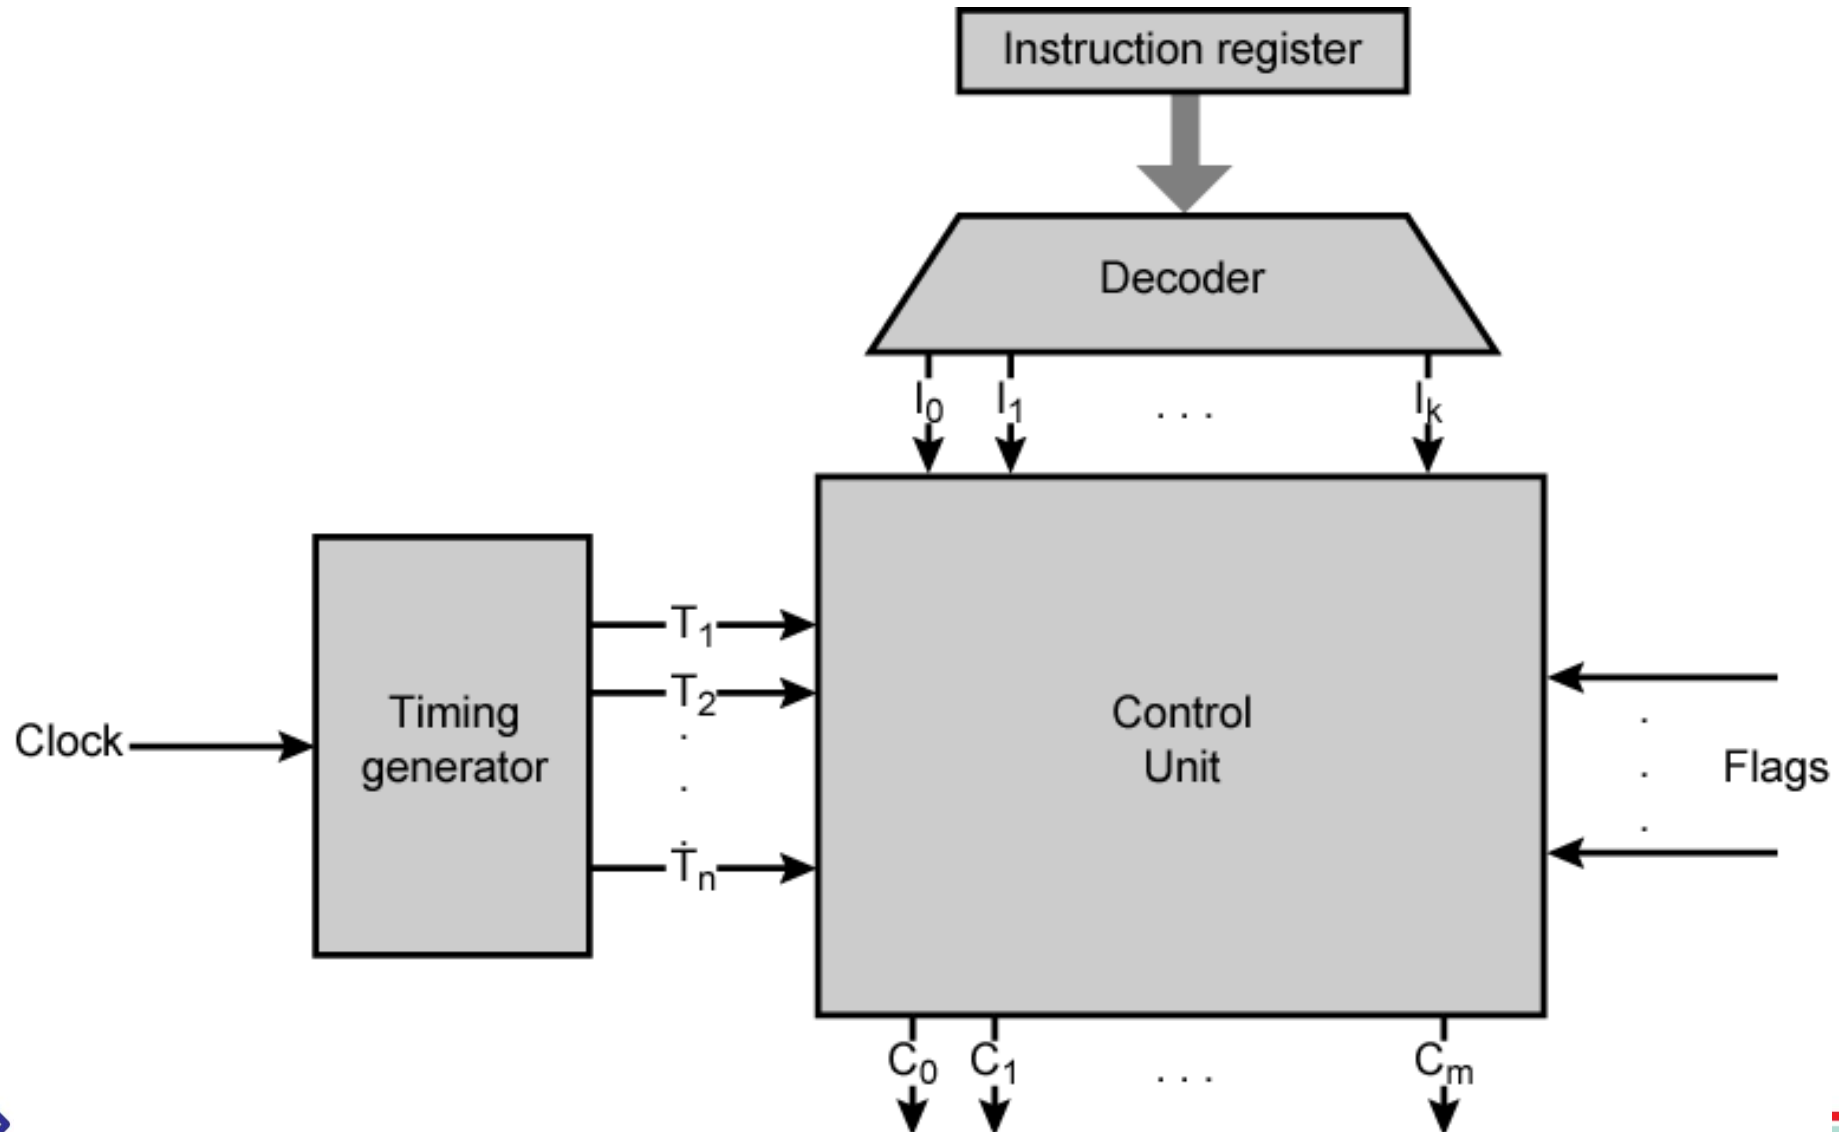 Instruction register
Decoder
I0 I1 . . . Ik
T1
T2
.
.
.
Tn
Clock
Timing
generator
Control
Unit
.
.
.
Flags
C0 C1 . . . Cm